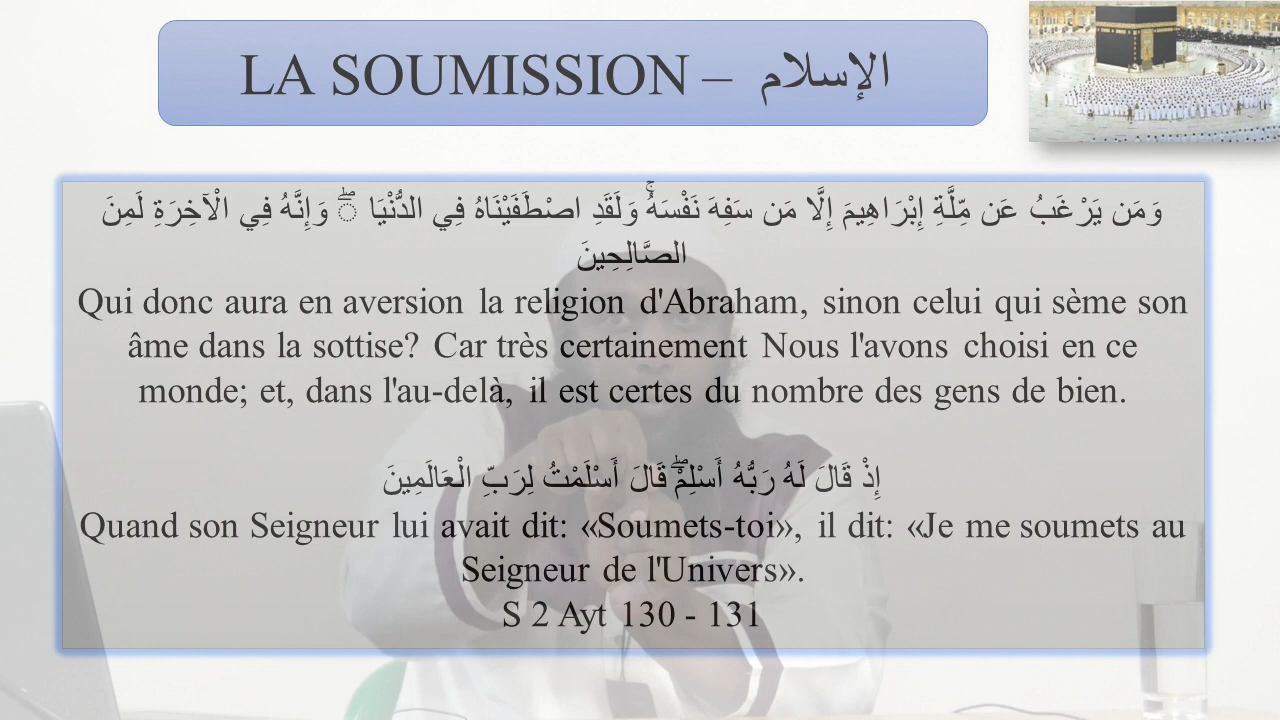 LA SOUMISSION – الإسلام
وَمَن يَرْغَبُ عَن مِّلَّةِ إِبْرَاهِيمَ إِلَّا مَن سَفِهَ نَفْسَهُ ۚ وَلَقَدِ اصْطَفَيْنَاهُ فِي الدُّنْيَا ۖ وَإِنَّهُ فِي الْآخِرَةِ لَمِنَ
الصَّالِحِينَ
Qui donc aura en aversion la religion d'Abraham, sinon celui qui sème son
âme dans la sottise? Car très certainement Nous l'avons choisi en ce
monde; et, dans l'au-delà, il est certes du nombre des gens de bien.
إِذْ قَالَ لَهُ رَبُّهُ أَسْلِمْ ۖ قَالَ أَسْلَمْتُ لِرَبِّ الْعَالَمِينَ
Quand son Seigneur lui avait dit: «Soumets-toi», il dit: «Je me soumets au
Seigneur de l'Univers».
S 2 Ayt 130 - 131